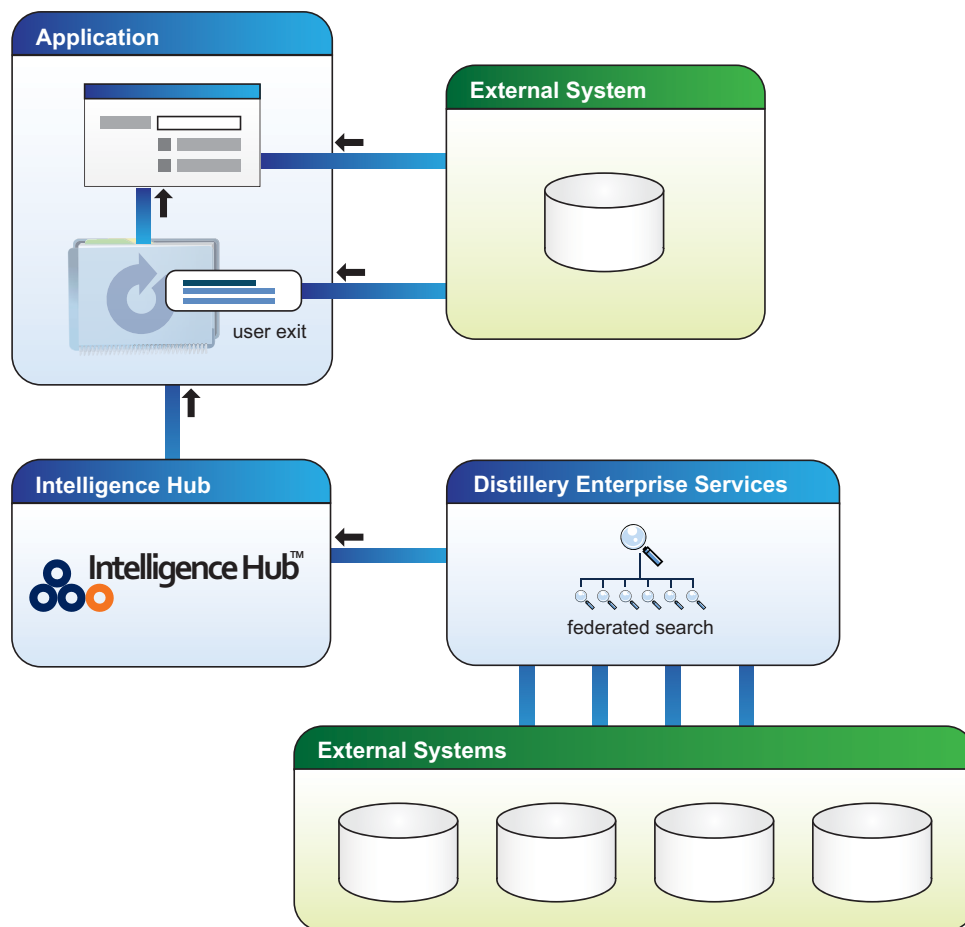 Application
External System
user exit
Intelligence Hub
Distillery Enterprise Services
Intelligence Hub™
federated search
External Systems